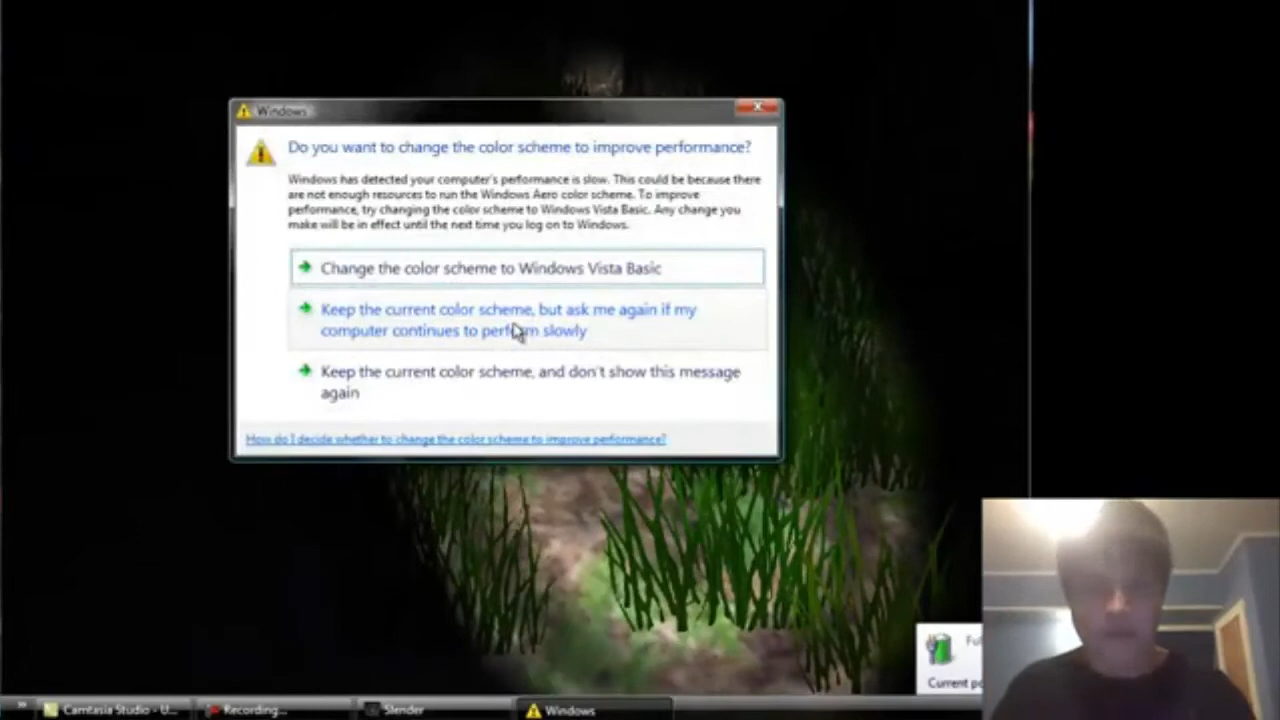 Windows
Do you want to change the color scheme to improve performance?
Windows has detected your computer's performance is slow. This could be because there
are not enough resources to run the Windows Aero color scheme. To improve
performance, try changing the color scheme to Windows Vista Basic. Any change you
make will be in effect until the next time you log on to Windows.
Change the color scheme to Windows Vista Basic
Keep the current color scheme, but ask me again if my
computer continues to perform slowly
Keep the current color scheme, and don't show this message
again
How do I decide whether to change the color scheme to improve performance?
Current
Camtasia Studio - U...
Recording...
Slender
Windows